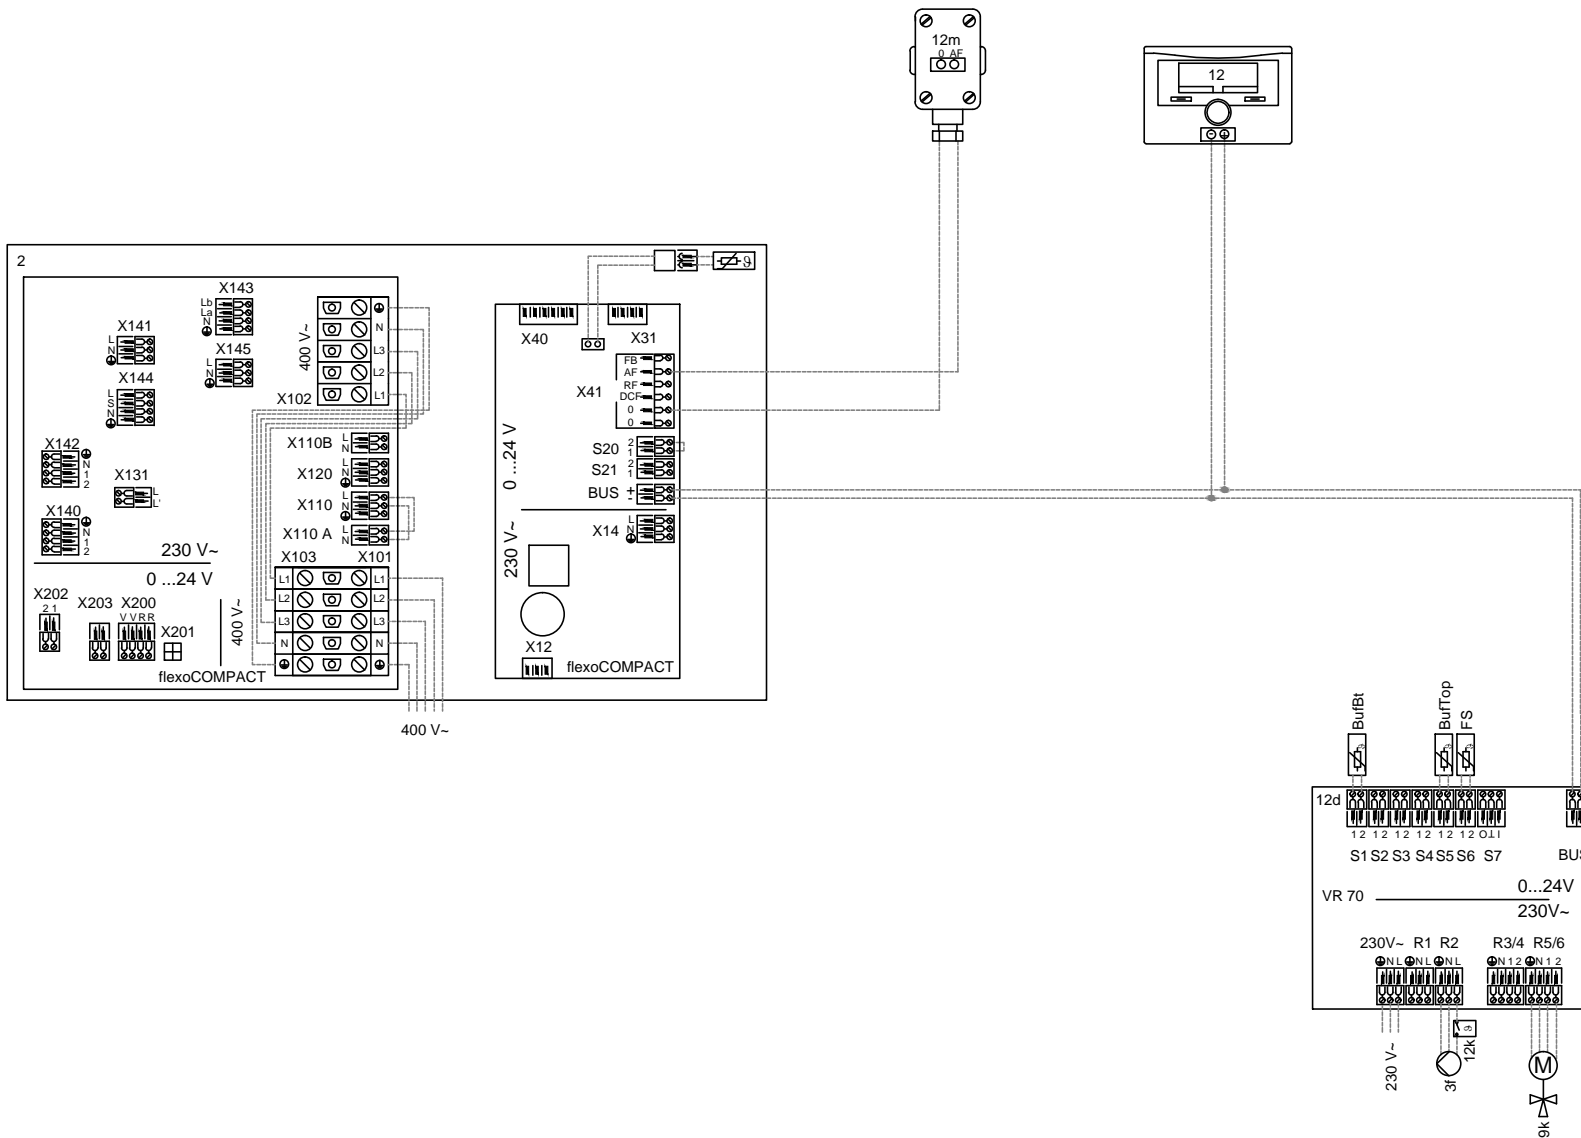 12m
0 AF
12
2
X143
Lb
La
N
X141
L
N
X145
L
N
X144
L
S
N
400 V~
N
L3
L2
L1
X102
X142
N
1
2
X131
L
L'
X140
N
1
2
230 V~
0 ...24 V
X110B
L
N
X120
L
N
X110
L
N
X110 A
L
N
X103 X101
L1 L1
L2 L2
L3 L3
N N
400 V~
X202
2 1
X203
X200
V V R R
X201
flexoCOMPACT
400 V~
X40
X31
X41
FB
AF
RF
DCF
0
0
0 ...24 V
S20
2
1
S21
2
1
BUS + -
230 V~
X14
L
N
X12
flexoCOMPACT
BufBt
BufTop
FS
12d
1 2 1 2 1 2 1 2 1 2 1 2 O ⊥ I
S1 S2 S3 S4 S5 S6 S7
BUS
VR 70
0...24V
230V~
230V~ R1 R2 R3/4 R5/6
N L N L N L N 1 2 N 1 2
230 V~
3f
12k
M
9k